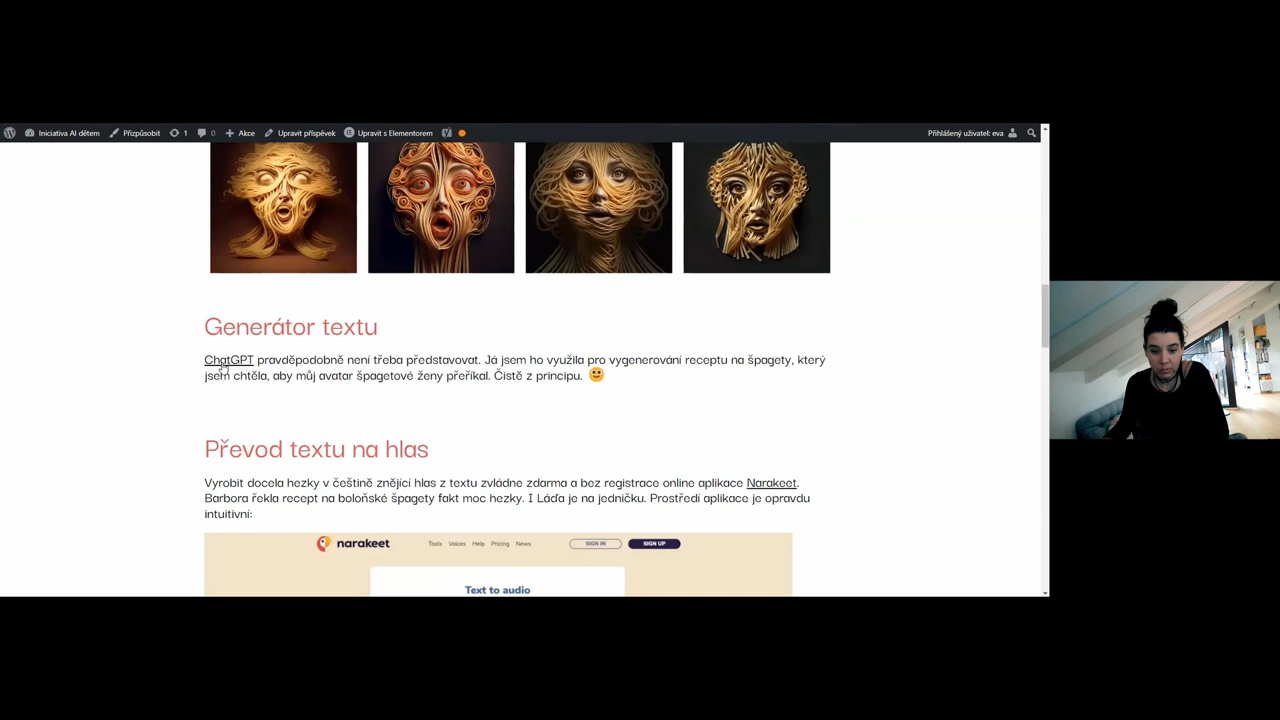 Iniciativa AI dětem Přizpůsobit 1 0 Akce Upravit příspěvek Upravit s Elementorem Přihlášený uživatel: eva
Generátor textu
ChatGPT pravděpodobně není třeba představovat. Já jsem ho využila pro vygenerování receptu na špagety, který
jsem chtěla, aby můj avatar špagetové ženy přeříkal. Čistě z principu.
Převod textu na hlas
Vyrobit docela hezky v češtině znějící hlas z textu zvládne zdarma a bez registrace online aplikace Narakeet.
Barbora řekla recept na boloňské špagety fakt moc hezky. I Láďa je na jedničku. Prostředí aplikace je opravdu
intuitivní:
narakeet Tools Voices Help Pricing News SIGN IN SIGN UP
Text to audio